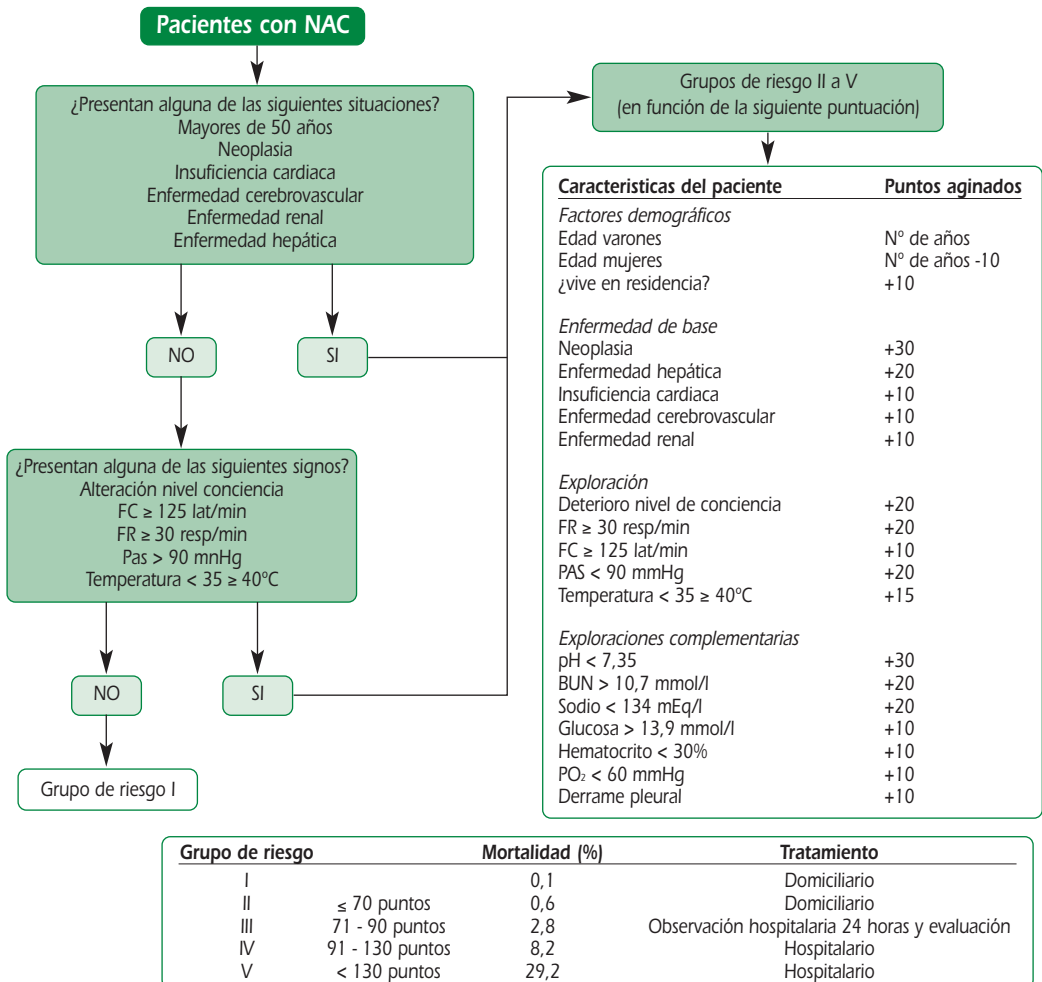 Pacientes con NAC
¿Presentan alguna de las siguientes situaciones?
Mayores de 50 años
Neoplasia
Insuficiencia cardiaca
Enfermedad cerebrovascular
Enfermedad renal
Enfermedad hepática
NO
SI
¿Presentan alguna de las siguientes signos?
Alteración nivel conciencia
FC ≥ 125 lat/min
FR ≥ 30 resp/min
Pas > 90 mnHg
Temperatura < 35 ≥ 40ºC
NO
SI
Grupo de riesgo I
Grupos de riesgo II a V
(en función de la siguiente puntuación)
Caracteristicas del paciente Puntos aginados
Factores demográficos
Edad varones Nº de años
Edad mujeres Nº de años -10
¿vive en residencia? +10
Enfermedad de base
Neoplasia +30
Enfermedad hepática +20
Insuficiencia cardiaca +10
Enfermedad cerebrovascular +10
Enfermedad renal +10
Exploración
Deterioro nivel de conciencia +20
FR ≥ 30 resp/min +20
FC ≥ 125 lat/min +10
PAS < 90 mmHg +20
Temperatura < 35 ≥ 40ºC +15
Exploraciones complementarias
pH < 7,35 +30
BUN > 10,7 mmol/l +20
Sodio < 134 mEq/l +20
Glucosa > 13,9 mmol/l +10
Hematocrito < 30% +10
PO₂ < 60 mmHg +10
Derrame pleural +10
Grupo de riesgo Mortalidad (%) Tratamiento
I 0,1 Domiciliario
II ≤ 70 puntos 0,6 Domiciliario
III 71 - 90 puntos 2,8 Observación hospitalaria 24 horas y evaluación
IV 91 - 130 puntos 8,2 Hospitalario
V < 130 puntos 29,2 Hospitalario